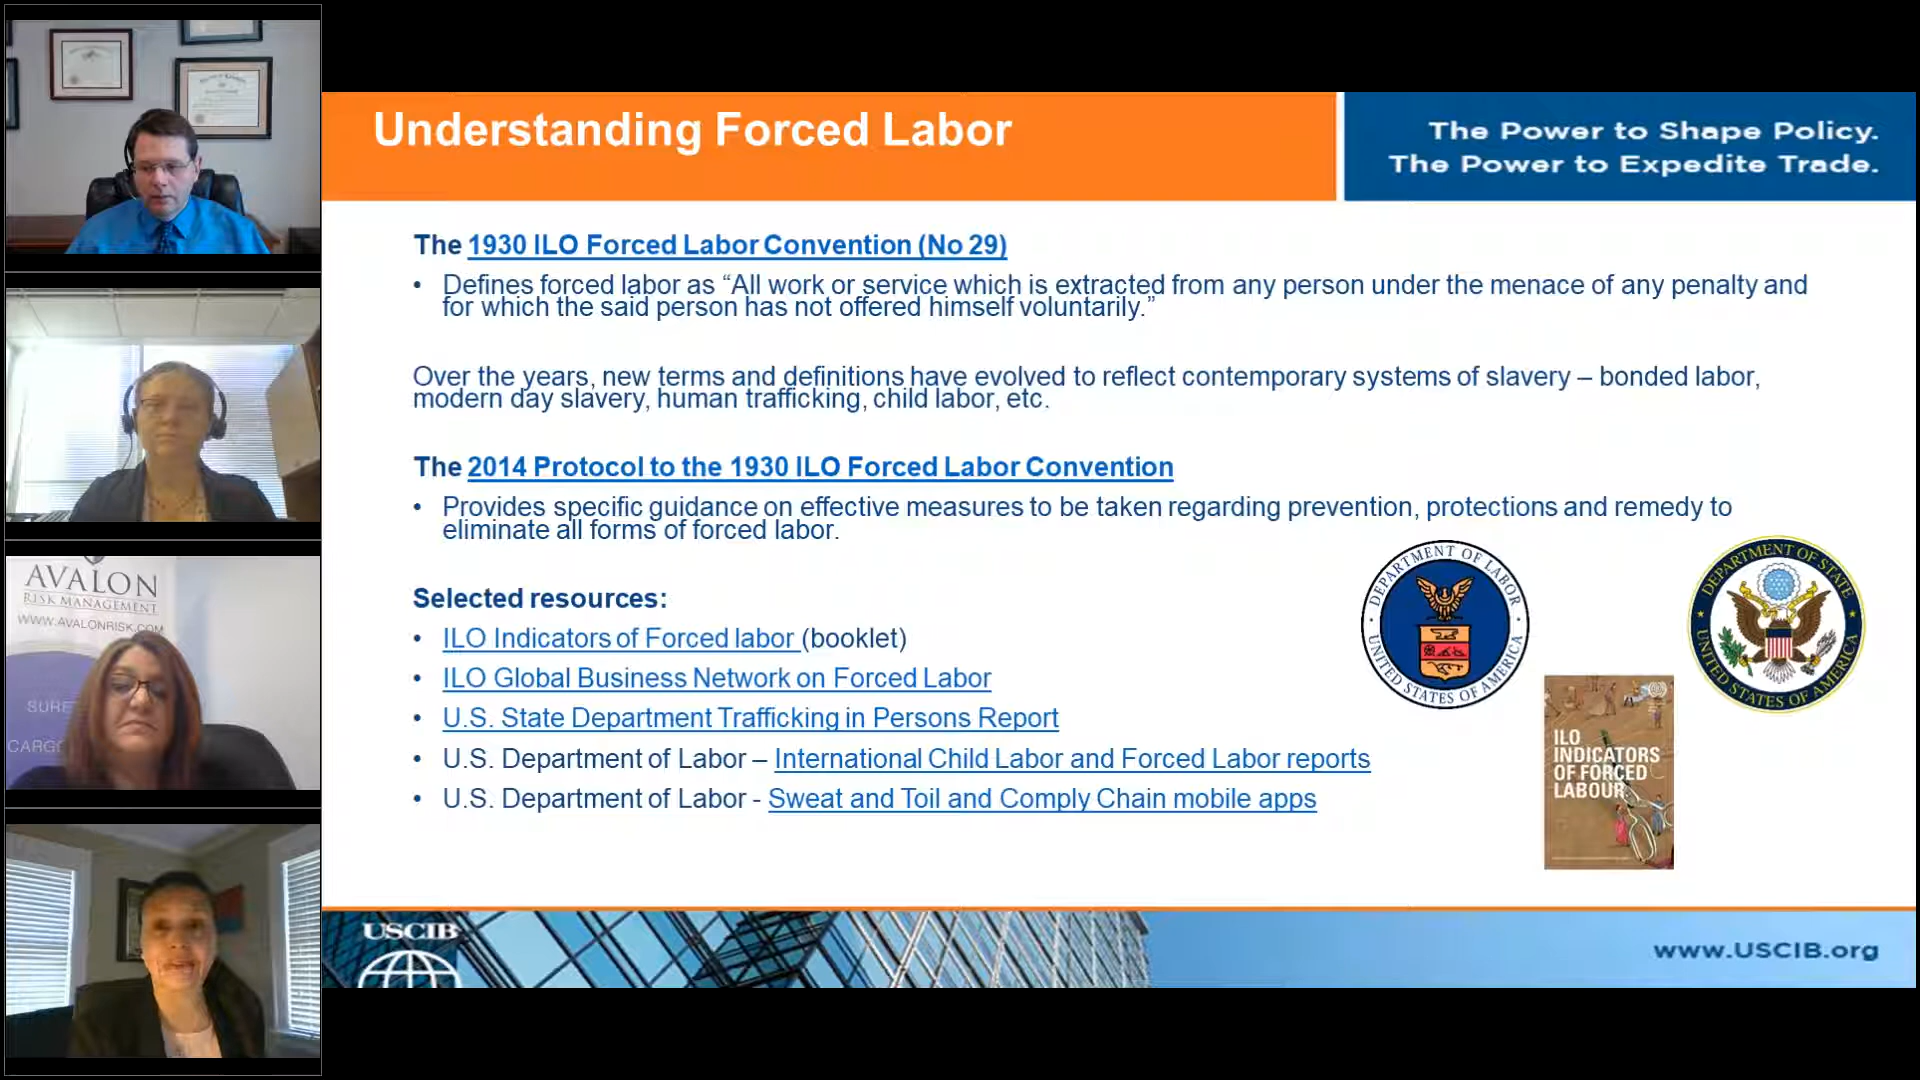 Understanding Forced Labor
The Power to Shape Policy.
The Power to Expedite Trade.
The 1930 ILO Forced Labor Convention (No 29)
• Defines forced labor as “All work or service which is extracted from any person under the menace of any penalty and
for which the said person has not offered himself voluntarily.”
Over the years, new terms and definitions have evolved to reflect contemporary systems of slavery – bonded labor,
modern day slavery, human trafficking, child labor, etc.
The 2014 Protocol to the 1930 ILO Forced Labor Convention
• Provides specific guidance on effective measures to be taken regarding prevention, protections and remedy to
eliminate all forms of forced labor.
Selected resources:
• ILO Indicators of Forced labor (booklet)
• ILO Global Business Network on Forced Labor
• U.S. State Department Trafficking in Persons Report
• U.S. Department of Labor – International Child Labor and Forced Labor reports
• U.S. Department of Labor - Sweat and Toil and Comply Chain mobile apps
DEPARTMENT OF LABOR
UNITED STATES OF AMERICA
DEPARTMENT OF STATE
UNITED STATES OF AMERICA
ILO
INDICATORS
OF FORCED
LABOUR
USCIB
www.USCIB.org
AVALON
RISK MANAGEMENT
WWW.AVALONRISK.COM
SURE
CARG